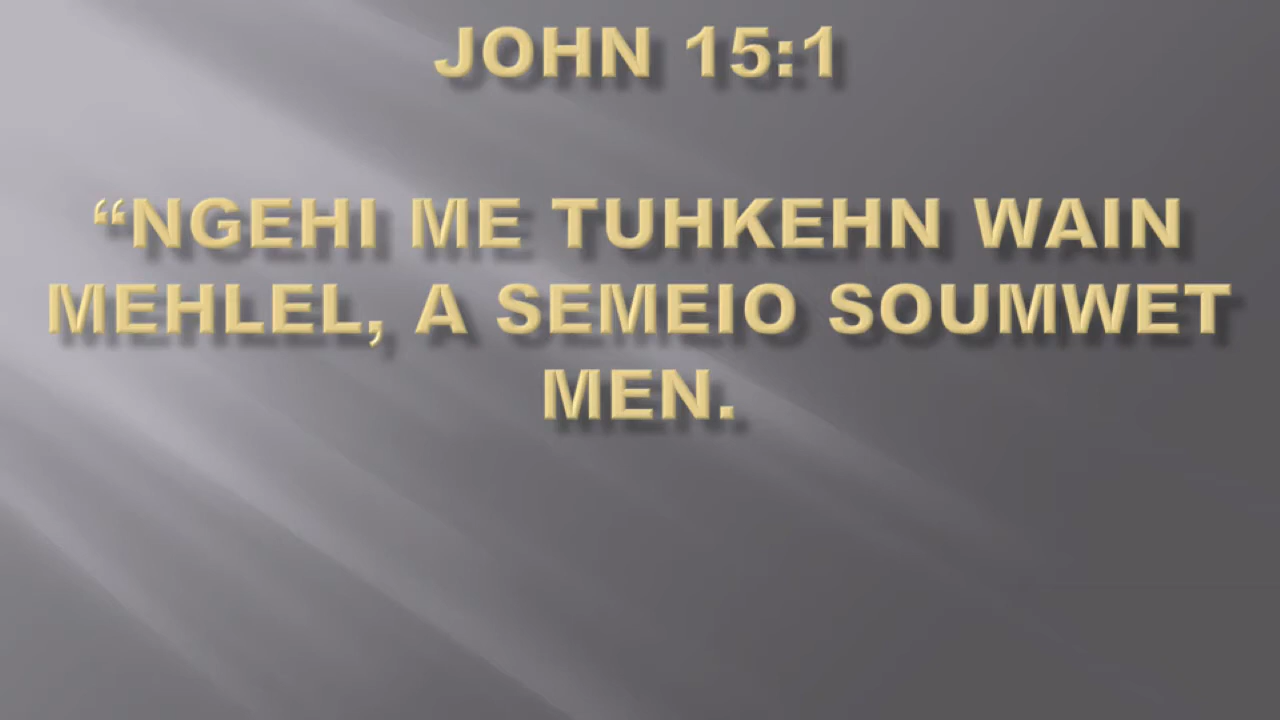 JOHN 15:1
“NGEHI ME TUHKEHN WAIN
MEHLEL, A SEMEIO SOUMWET
MEN.